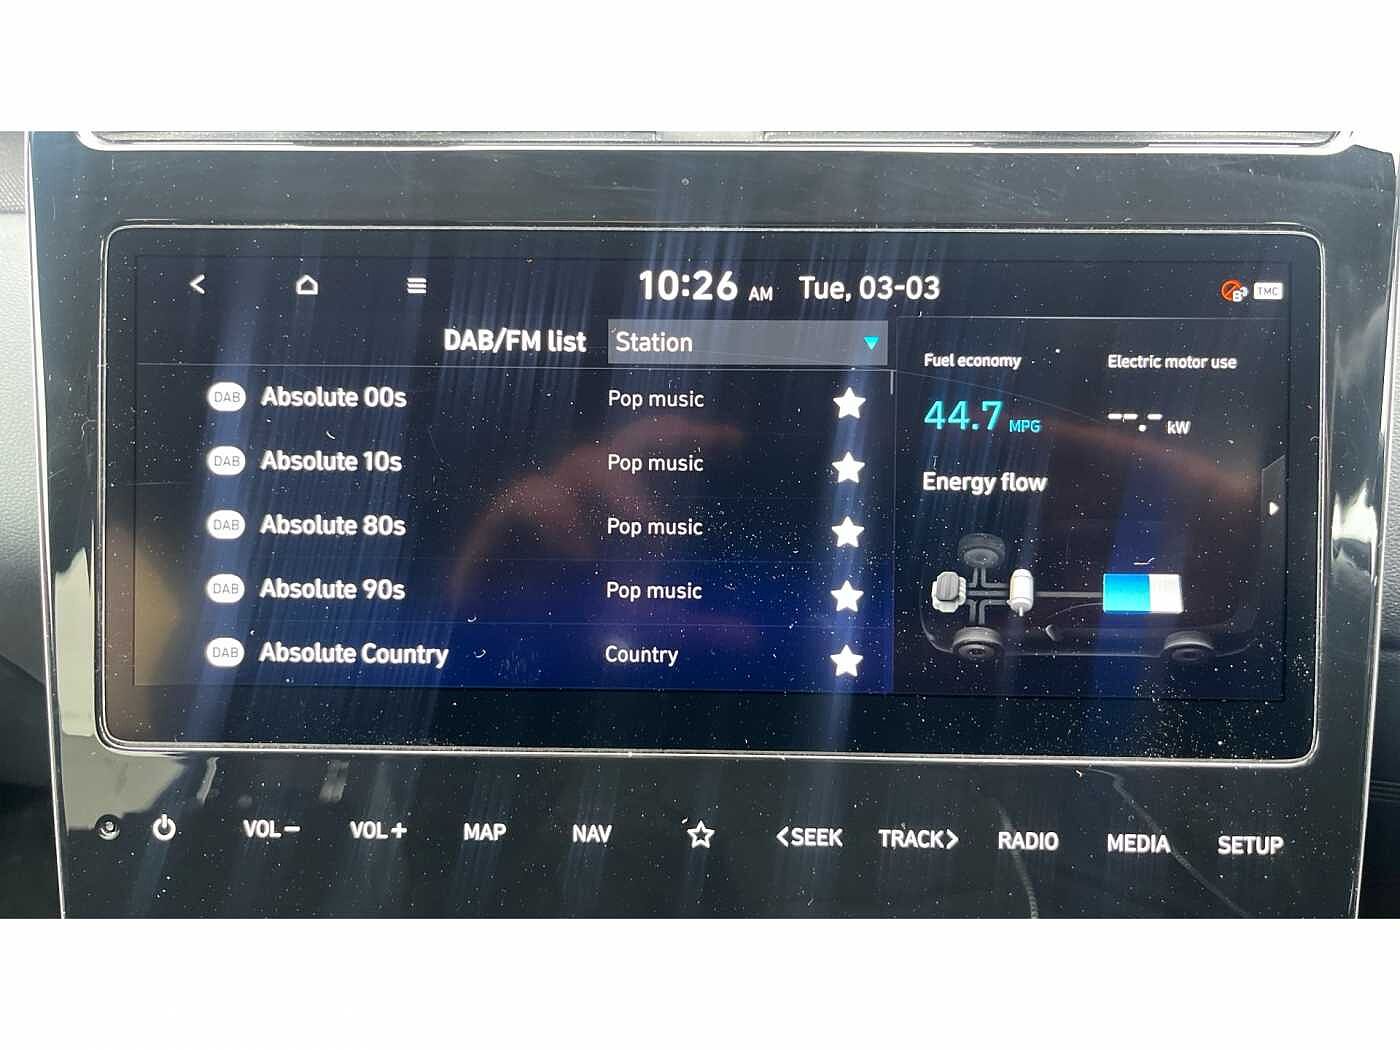 10:26 AM Tue, 03-03
TMC
DAB/FM list Station
DAB Absolute 00s Pop music
DAB Absolute 10s Pop music
DAB Absolute 80s Pop music
DAB Absolute 90s Pop music
DAB Absolute Country Country
Fuel economy Electric motor use
44.7 MPG --.- kW
Energy flow
VOL− VOL+ MAP NAV <SEEK TRACK> RADIO MEDIA SETUP